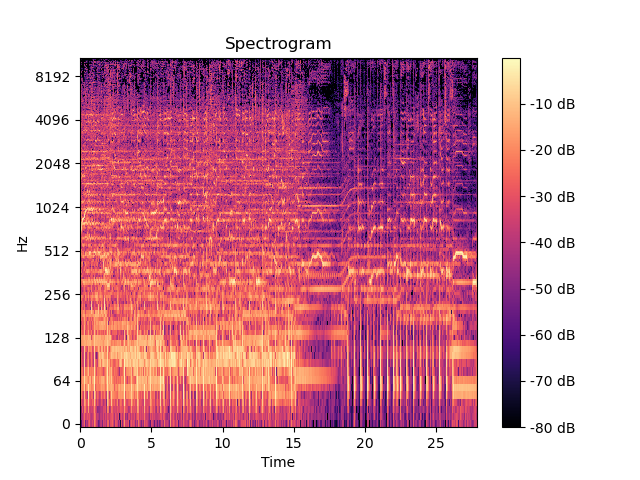 Spectrogram
8192
4096
2048
1024
512
256
128
64
0
Hz
0 5 10 15 20 25
Time
-10 dB
-20 dB
-30 dB
-40 dB
-50 dB
-60 dB
-70 dB
-80 dB